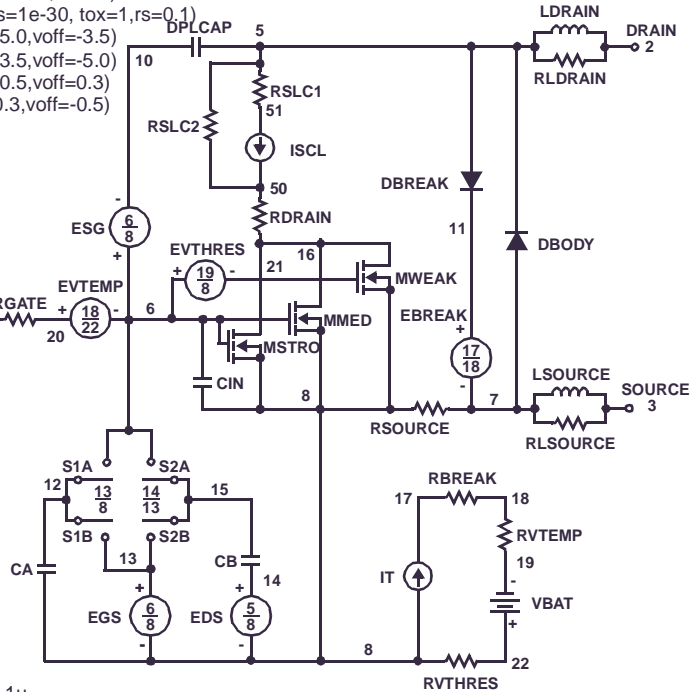 s=1e-30, tox=1,rs=0.1)
5.0,voff=-3.5)
3.5,voff=-5.0)
0.5,voff=0.3)
0.3,voff=-0.5)
DPLCAP
5
10
LDRAIN
DRAIN
2
RLDRAIN
RSLC1
51
RSLC2
ISCL
50
RDRAIN
DBREAK
11
DBODY
ESG
-
6
8
+
EVTHRES
+
19
8
-
21
16
MWEAK
EVTEMP
RGATE
+
18
22
-
20
6
MMED
MSTRO
EBREAK
+
17
18
-
CIN
8
RSOURCE
7
LSOURCE
SOURCE
3
RLSOURCE
S1A
S2A
12
13
8
14
13
15
S1B
S2B
13
CA
CB
14
EGS
+
6
8
-
EDS
+
5
8
-
RBREAK
17
18
RVTEMP
19
IT
-
VBAT
+
8
22
RVTHRES